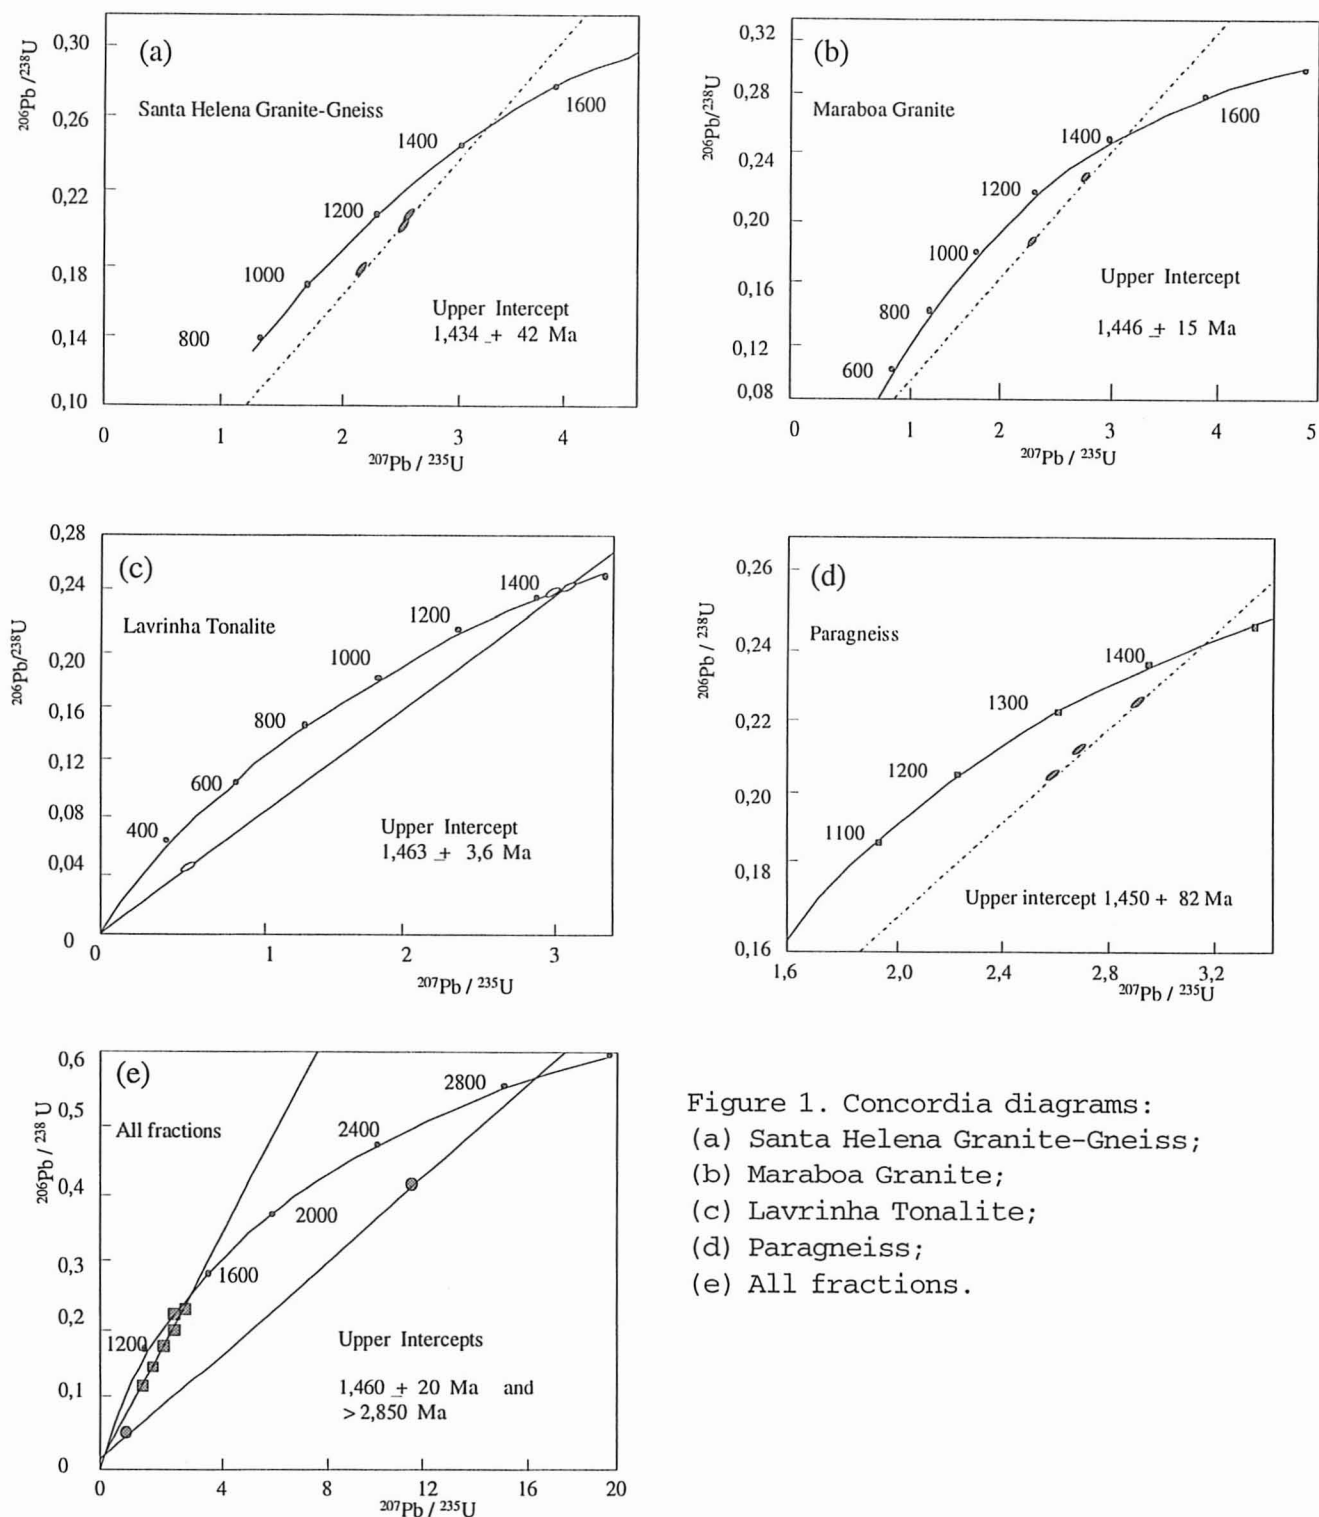 (a)
Santa Helena Granite-Gneiss
206Pb /238U
0,30
0,26
0,22
0,18
0,14
0,10
800
1000
1200
1400
1600
Upper Intercept
1,434 ± 42 Ma
0 1 2 3 4
207Pb / 235U
(b)
Maraboa Granite
206Pb/238U
0,32
0,28
0,24
0,20
0,16
0,12
0,08
600
800
1000
1200
1400
1600
Upper Intercept
1,446 ± 15 Ma
0 1 2 3 4 5
207Pb / 235U
(c)
Lavrinha Tonalite
206Pb/238U
0,28
0,24
0,20
0,16
0,12
0,08
0,04
0
400
600
800
1000
1200
1400
Upper Intercept
1,463 ± 3,6 Ma
0 1 2 3
207Pb / 235U
(d)
Paragneiss
206Pb / 238U
0,26
0,24
0,22
0,20
0,18
0,16
1100
1200
1300
1400
Upper intercept 1,450 + 82 Ma
1,6 2,0 2,4 2,8 3,2
207Pb / 235U
(e)
All fractions
206Pb / 238 U
0,6
0,5
0,4
0,3
0,2
0,1
0
1200
1600
2000
2400
2800
Upper Intercepts
1,460 ± 20 Ma and
> 2,850 Ma
0 4 8 12 16 20
207Pb / 235U
Figure 1. Concordia diagrams:
(a) Santa Helena Granite-Gneiss;
(b) Maraboa Granite;
(c) Lavrinha Tonalite;
(d) Paragneiss;
(e) All fractions.